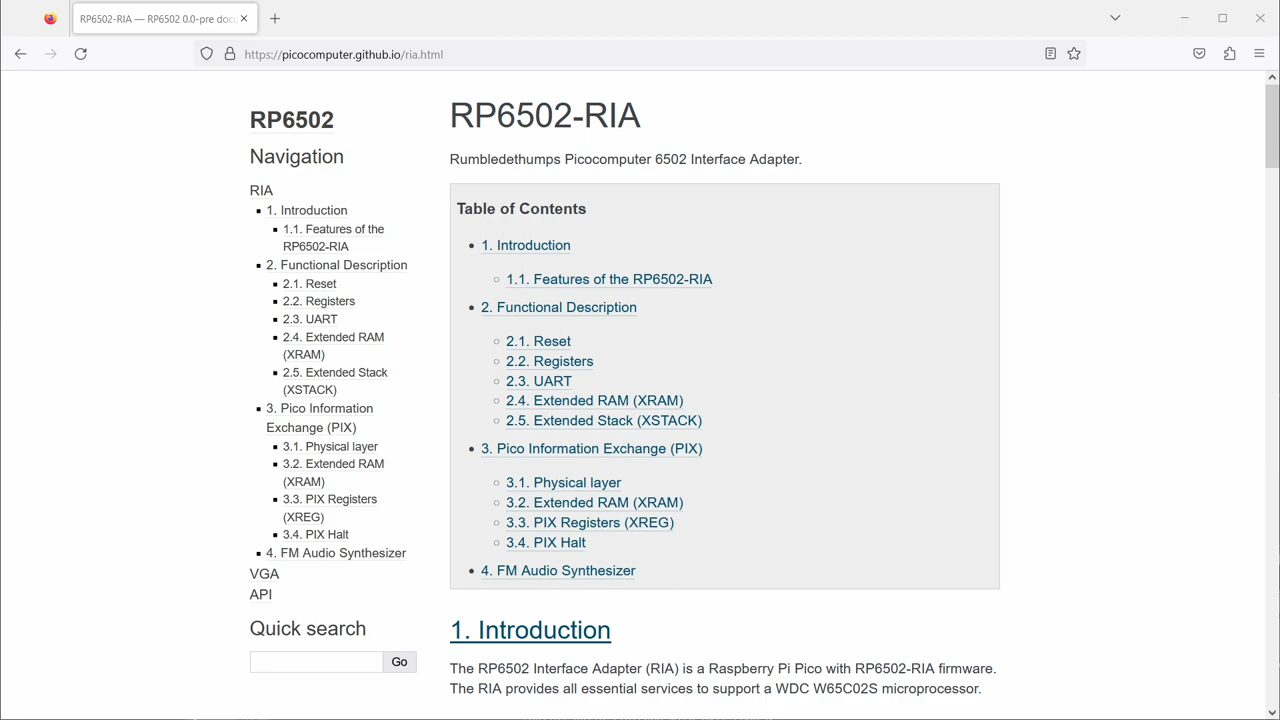 RP6502-RIA — RP6502 0.0-pre docu
https://picocomputer.github.io/ria.html
RP6502
Navigation
RIA
1. Introduction
1.1. Features of the
RP6502-RIA
2. Functional Description
2.1. Reset
2.2. Registers
2.3. UART
2.4. Extended RAM
(XRAM)
2.5. Extended Stack
(XSTACK)
3. Pico Information
Exchange (PIX)
3.1. Physical layer
3.2. Extended RAM
(XRAM)
3.3. PIX Registers
(XREG)
3.4. PIX Halt
4. FM Audio Synthesizer
VGA
API
Quick search
Go
RP6502-RIA
Rumbledethumps Picocomputer 6502 Interface Adapter.
Table of Contents
1. Introduction
1.1. Features of the RP6502-RIA
2. Functional Description
2.1. Reset
2.2. Registers
2.3. UART
2.4. Extended RAM (XRAM)
2.5. Extended Stack (XSTACK)
3. Pico Information Exchange (PIX)
3.1. Physical layer
3.2. Extended RAM (XRAM)
3.3. PIX Registers (XREG)
3.4. PIX Halt
4. FM Audio Synthesizer
1. Introduction
The RP6502 Interface Adapter (RIA) is a Raspberry Pi Pico with RP6502-RIA firmware.
The RIA provides all essential services to support a WDC W65C02S microprocessor.